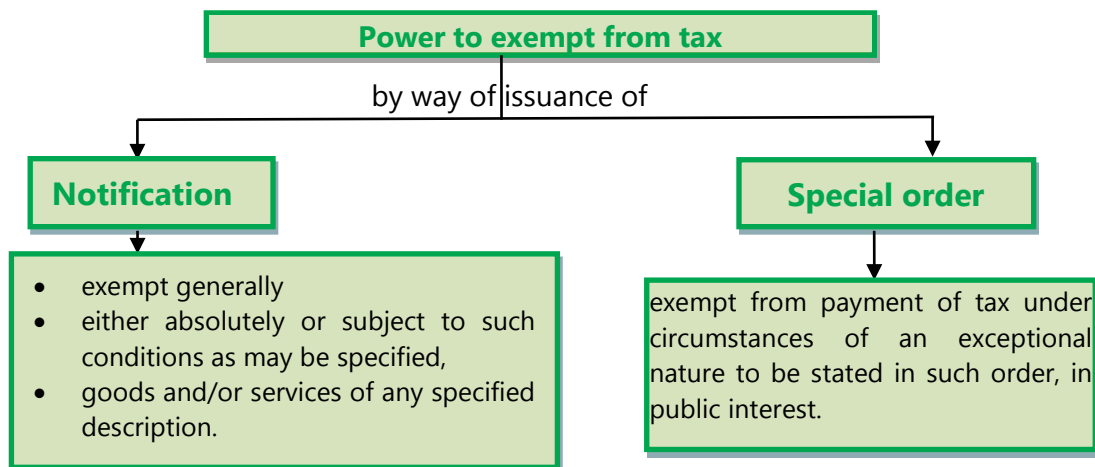 Power to exempt from tax
by way of issuance of
Notification
• exempt generally
• either absolutely or subject to such
conditions as may be specified,
• goods and/or services of any specified
description.
Special order
exempt from payment of tax under
circumstances of an exceptional
nature to be stated in such order, in
public interest.